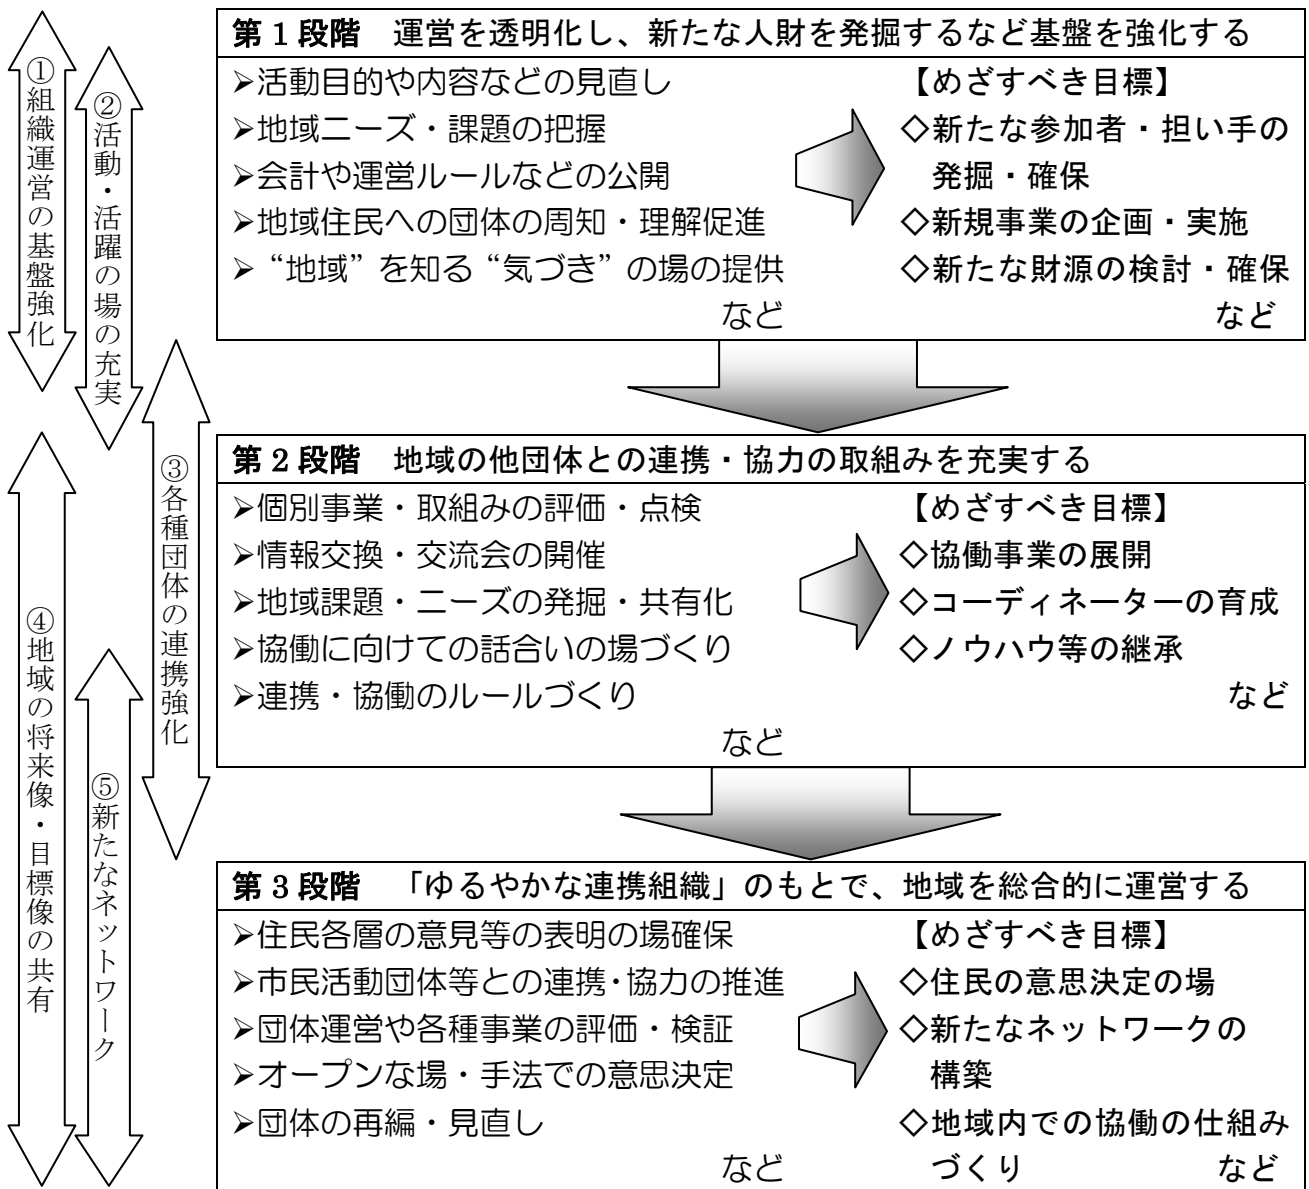 ①組織運営の基盤強化
②活動・活躍の場の充実
③各種団体の連携強化
④地域の将来像・目標像の共有
⑤新たなネットワーク
第1段階 運営を透明化し、新たな人財を発掘するなど基盤を強化する
➢活動目的や内容などの見直し
➢地域ニーズ・課題の把握
➢会計や運営ルールなどの公開
➢地域住民への団体の周知・理解促進
➢“地域”を知る“気づき”の場の提供
など
【めざすべき目標】
◇新たな参加者・担い手の
発掘・確保
◇新規事業の企画・実施
◇新たな財源の検討・確保
など
第2段階 地域の他団体との連携・協力の取組みを充実する
➢個別事業・取組みの評価・点検
➢情報交換・交流会の開催
➢地域課題・ニーズの発掘・共有化
➢協働に向けての話合いの場づくり
➢連携・協働のルールづくり
など
【めざすべき目標】
◇協働事業の展開
◇コーディネーターの育成
◇ノウハウ等の継承
など
第3段階 「ゆるやかな連携組織」のもとで、地域を総合的に運営する
➢住民各層の意見等の表明の場確保
➢市民活動団体等との連携・協力の推進
➢団体運営や各種事業の評価・検証
➢オープンな場・手法での意思決定
➢団体の再編・見直し
など
【めざすべき目標】
◇住民の意思決定の場
◇新たなネットワークの
構築
◇地域内での協働の仕組み
づくり など